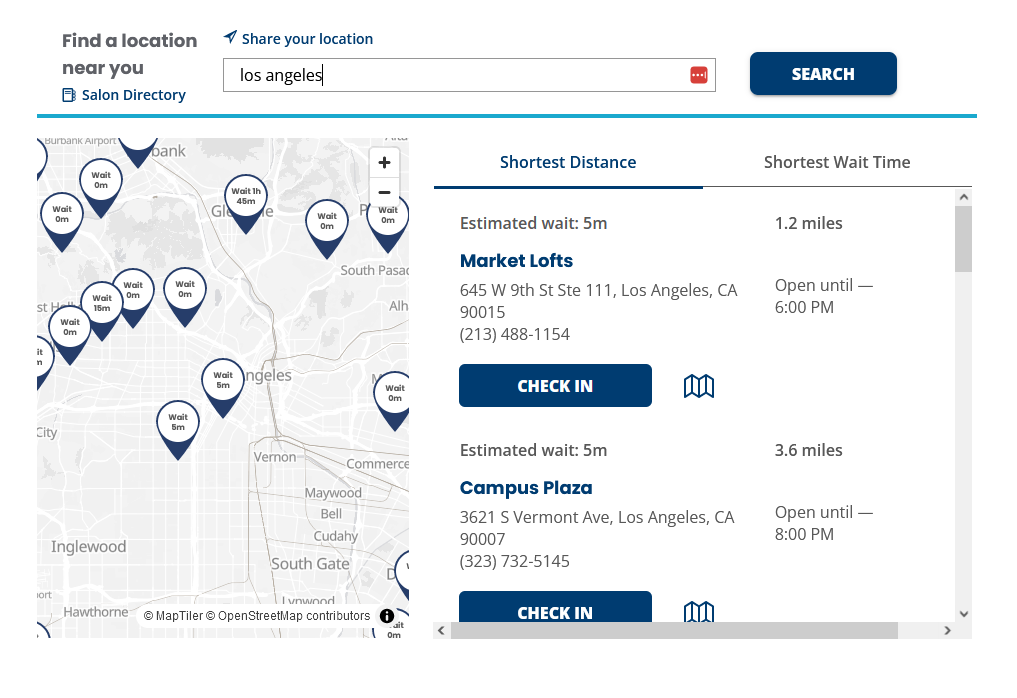 Find a location
near you
Salon Directory
Share your location
los angeles
SEARCH
Burbank Airport
bank
Wait
0m
Wait
0m
Wait 1h
45m
Glendale
Wait
0m
Wait
0m
South Pasad
Wait
0m
Wait
0m
Wait
15m
Wait
0m
st Holl
Alh
Wait
5m
ngeles
Wait
0m
Wait
5m
City
Vernon
Commerce
Maywood
Bell
Cudahy
Inglewood
South Gate
D
Lynwood
Hawthorne
ort
© MapTiler © OpenStreetMap contributors
0m
Shortest Distance
Shortest Wait Time
Estimated wait: 5m
1.2 miles
Market Lofts
645 W 9th St Ste 111, Los Angeles, CA
90015
(213) 488-1154
Open until —
6:00 PM
CHECK IN
Estimated wait: 5m
3.6 miles
Campus Plaza
3621 S Vermont Ave, Los Angeles, CA
90007
(323) 732-5145
Open until —
8:00 PM
CHECK IN